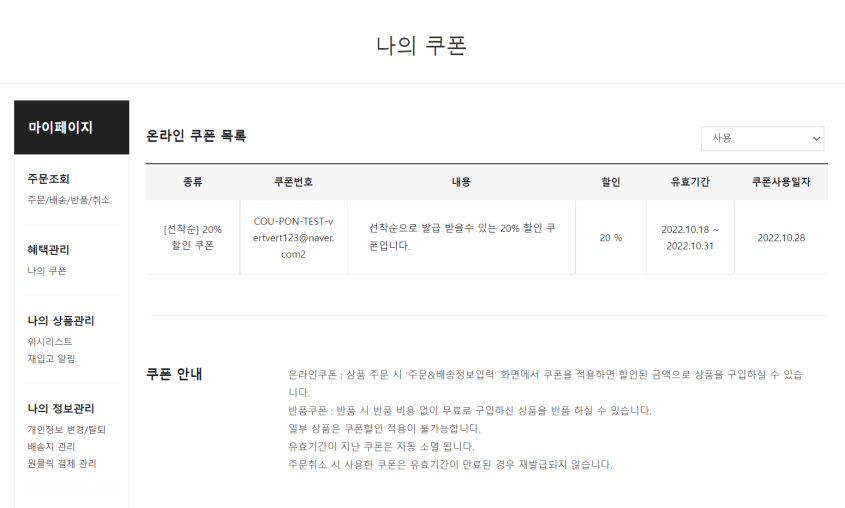 나의 쿠폰
마이페이지
주문조회
주문/배송/반품/취소
혜택관리
나의 쿠폰
나의 상품관리
위시리스트
재입고 알림
나의 정보관리
개인정보 변경/탈퇴
배송지 관리
원클릭 결제 관리
온라인 쿠폰 목록
사용
종류 쿠폰번호 내용 할인 유효기간 쿠폰사용일자
[선착순] 20%
할인 쿠폰
COU-PON-TEST-v
ertvert123@naver.
com2
선착순으로 발급 받을수 있는 20% 할인 쿠
폰입니다.
20 %
2022.10.18 ~
2022.10.31
2022.10.28
쿠폰 안내
온라인쿠폰 : 상품 주문 시 '주문&배송정보입력' 화면에서 쿠폰을 적용하면 할인된 금액으로 상품을 구입하실 수 있습
니다.
반품쿠폰 : 반품 시 반품 비용 없이 무료로 구입하신 상품을 반품 하실 수 있습니다.
일부 상품은 쿠폰할인 적용이 불가능합니다.
유효기간이 지난 쿠폰은 자동 소멸 됩니다.
주문취소 시 사용한 쿠폰은 유효기간이 만료된 경우 재발급되지 않습니다.